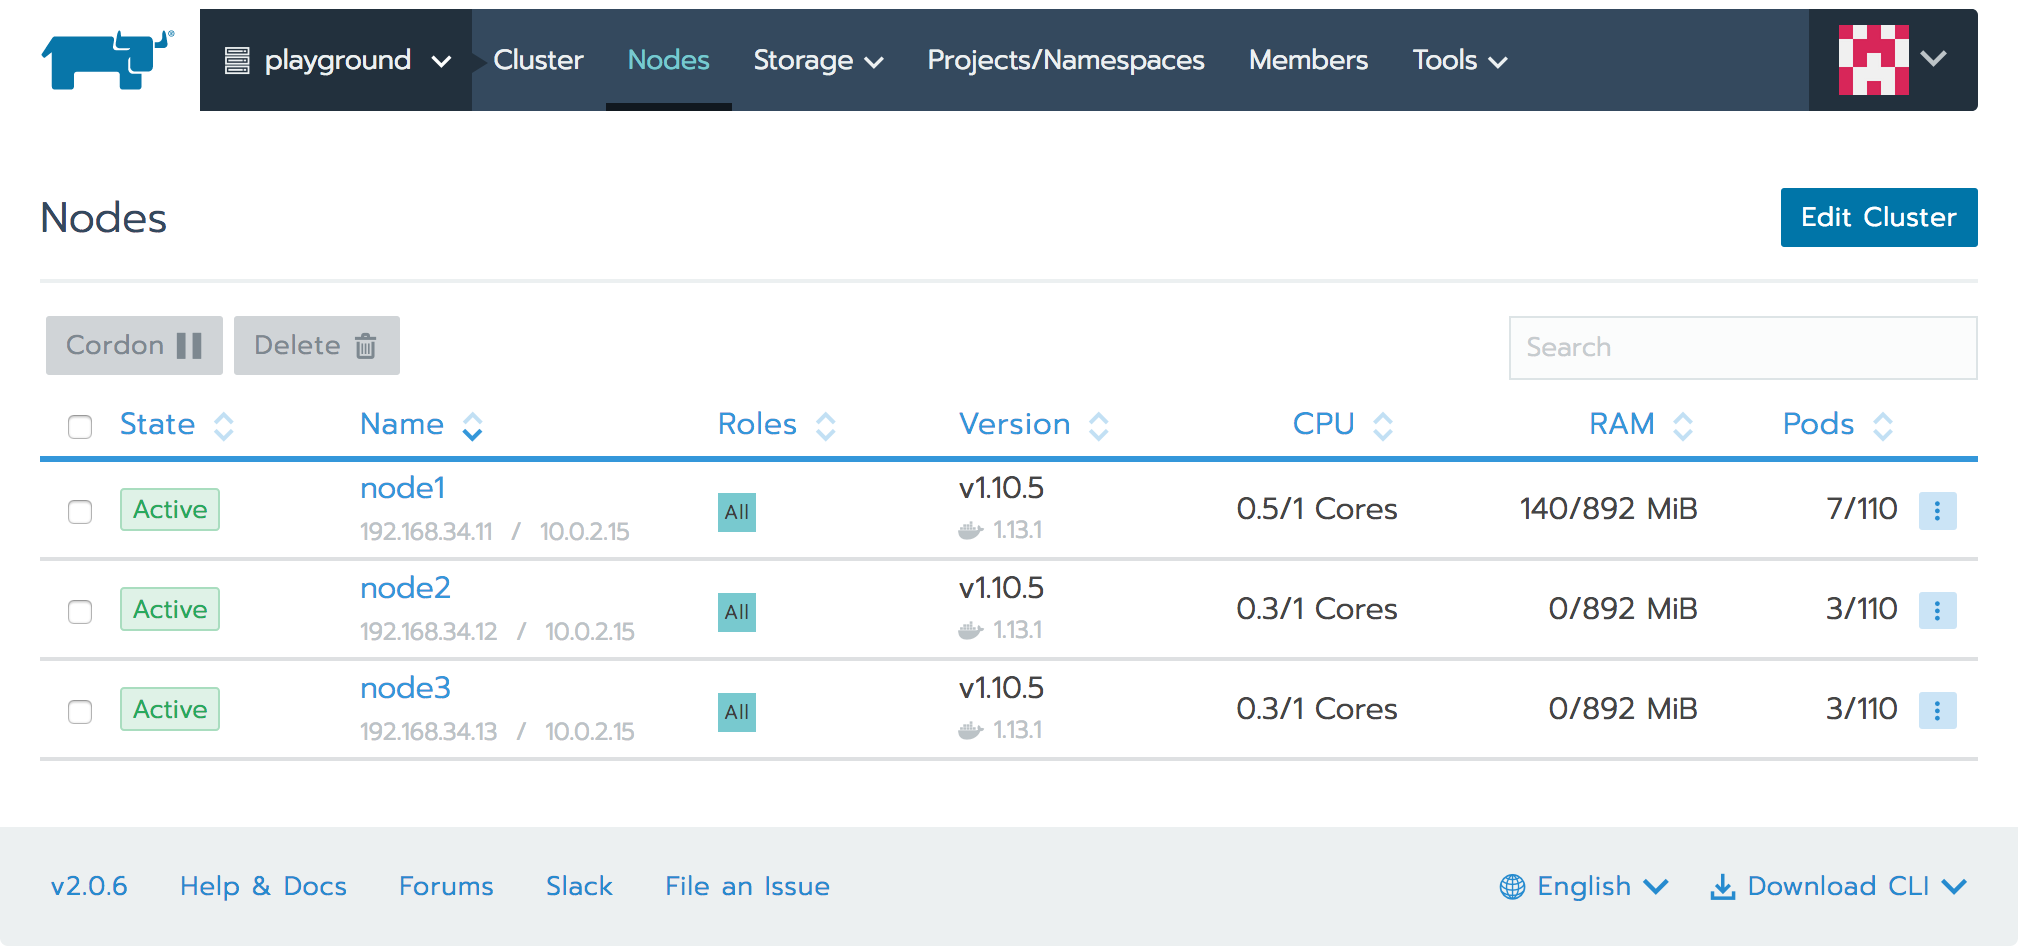 playground Cluster Nodes Storage Projects/Namespaces Members Tools
Nodes
Edit Cluster
Cordon Delete
Search
State Name Roles Version CPU RAM Pods
Active node1 All v1.10.5 0.5/1 Cores 140/892 MiB 7/110
192.168.34.11 / 10.0.2.15 1.13.1
Active node2 All v1.10.5 0.3/1 Cores 0/892 MiB 3/110
192.168.34.12 / 10.0.2.15 1.13.1
Active node3 All v1.10.5 0.3/1 Cores 0/892 MiB 3/110
192.168.34.13 / 10.0.2.15 1.13.1
v2.0.6 Help & Docs Forums Slack File an Issue English Download CLI